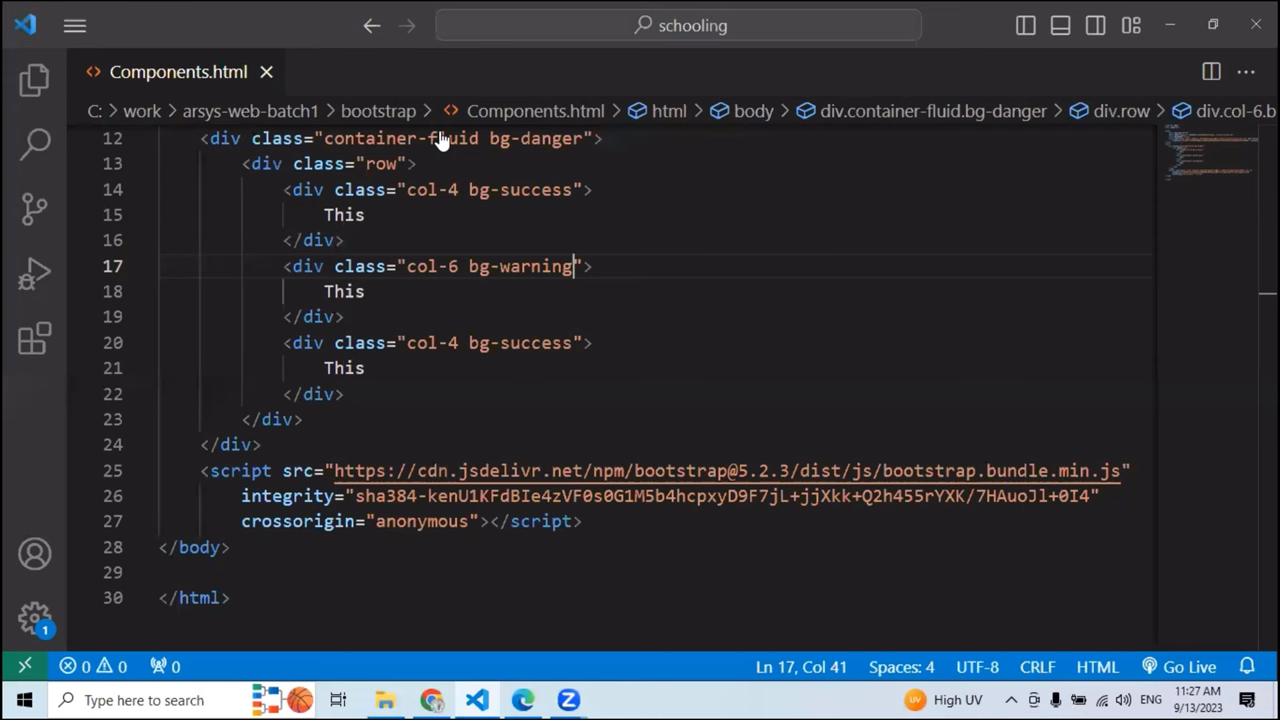 schooling
Components.html
C: > work > arsys-web-batch1 > bootstrap > Components.html > html > body > div.container-fluid.bg-danger > div.row > div.col-6.b
12 <div class="container-fluid bg-danger">
13 <div class="row">
14 <div class="col-4 bg-success">
15 This
16 </div>
17 <div class="col-6 bg-warning">
18 This
19 </div>
20 <div class="col-4 bg-success">
21 This
22 </div>
23 </div>
24 </div>
25 <script src="https://cdn.jsdelivr.net/npm/bootstrap@5.2.3/dist/js/bootstrap.bundle.min.js"
26 integrity="sha384-kenU1KFdBIe4zVF0s0G1M5b4hcpxyD9F7jL+jjXkk+Q2h455rYXK/7HAuoJl+0I4"
27 crossorigin="anonymous"></script>
28 </body>
29
30 </html>
1
0 0 0 Ln 17, Col 41 Spaces: 4 UTF-8 CRLF HTML Go Live
Type here to search UV High UV ENG 11:27 AM
9/13/2023